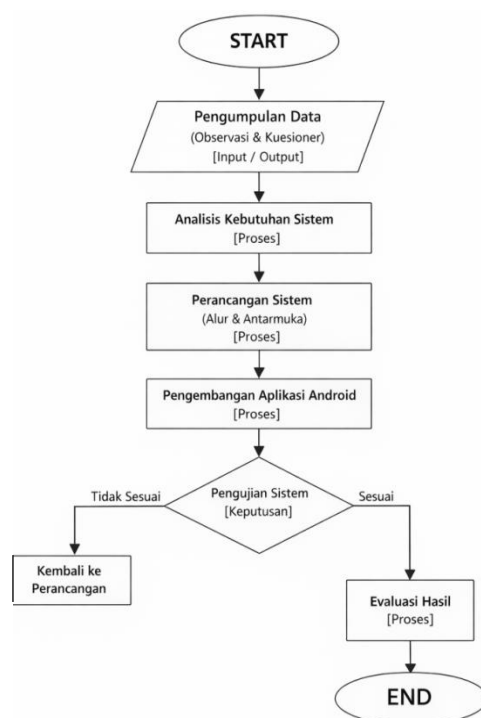 START
Pengumpulan Data
(Observasi & Kuesioner)
[Input / Output]
Analisis Kebutuhan Sistem
[Proses]
Perancangan Sistem
(Alur & Antarmuka)
[Proses]
Pengembangan Aplikasi Android
[Proses]
Pengujian Sistem
[Keputusan]
Tidak Sesuai
Sesuai
Kembali ke
Perancangan
Evaluasi Hasil
[Proses]
END